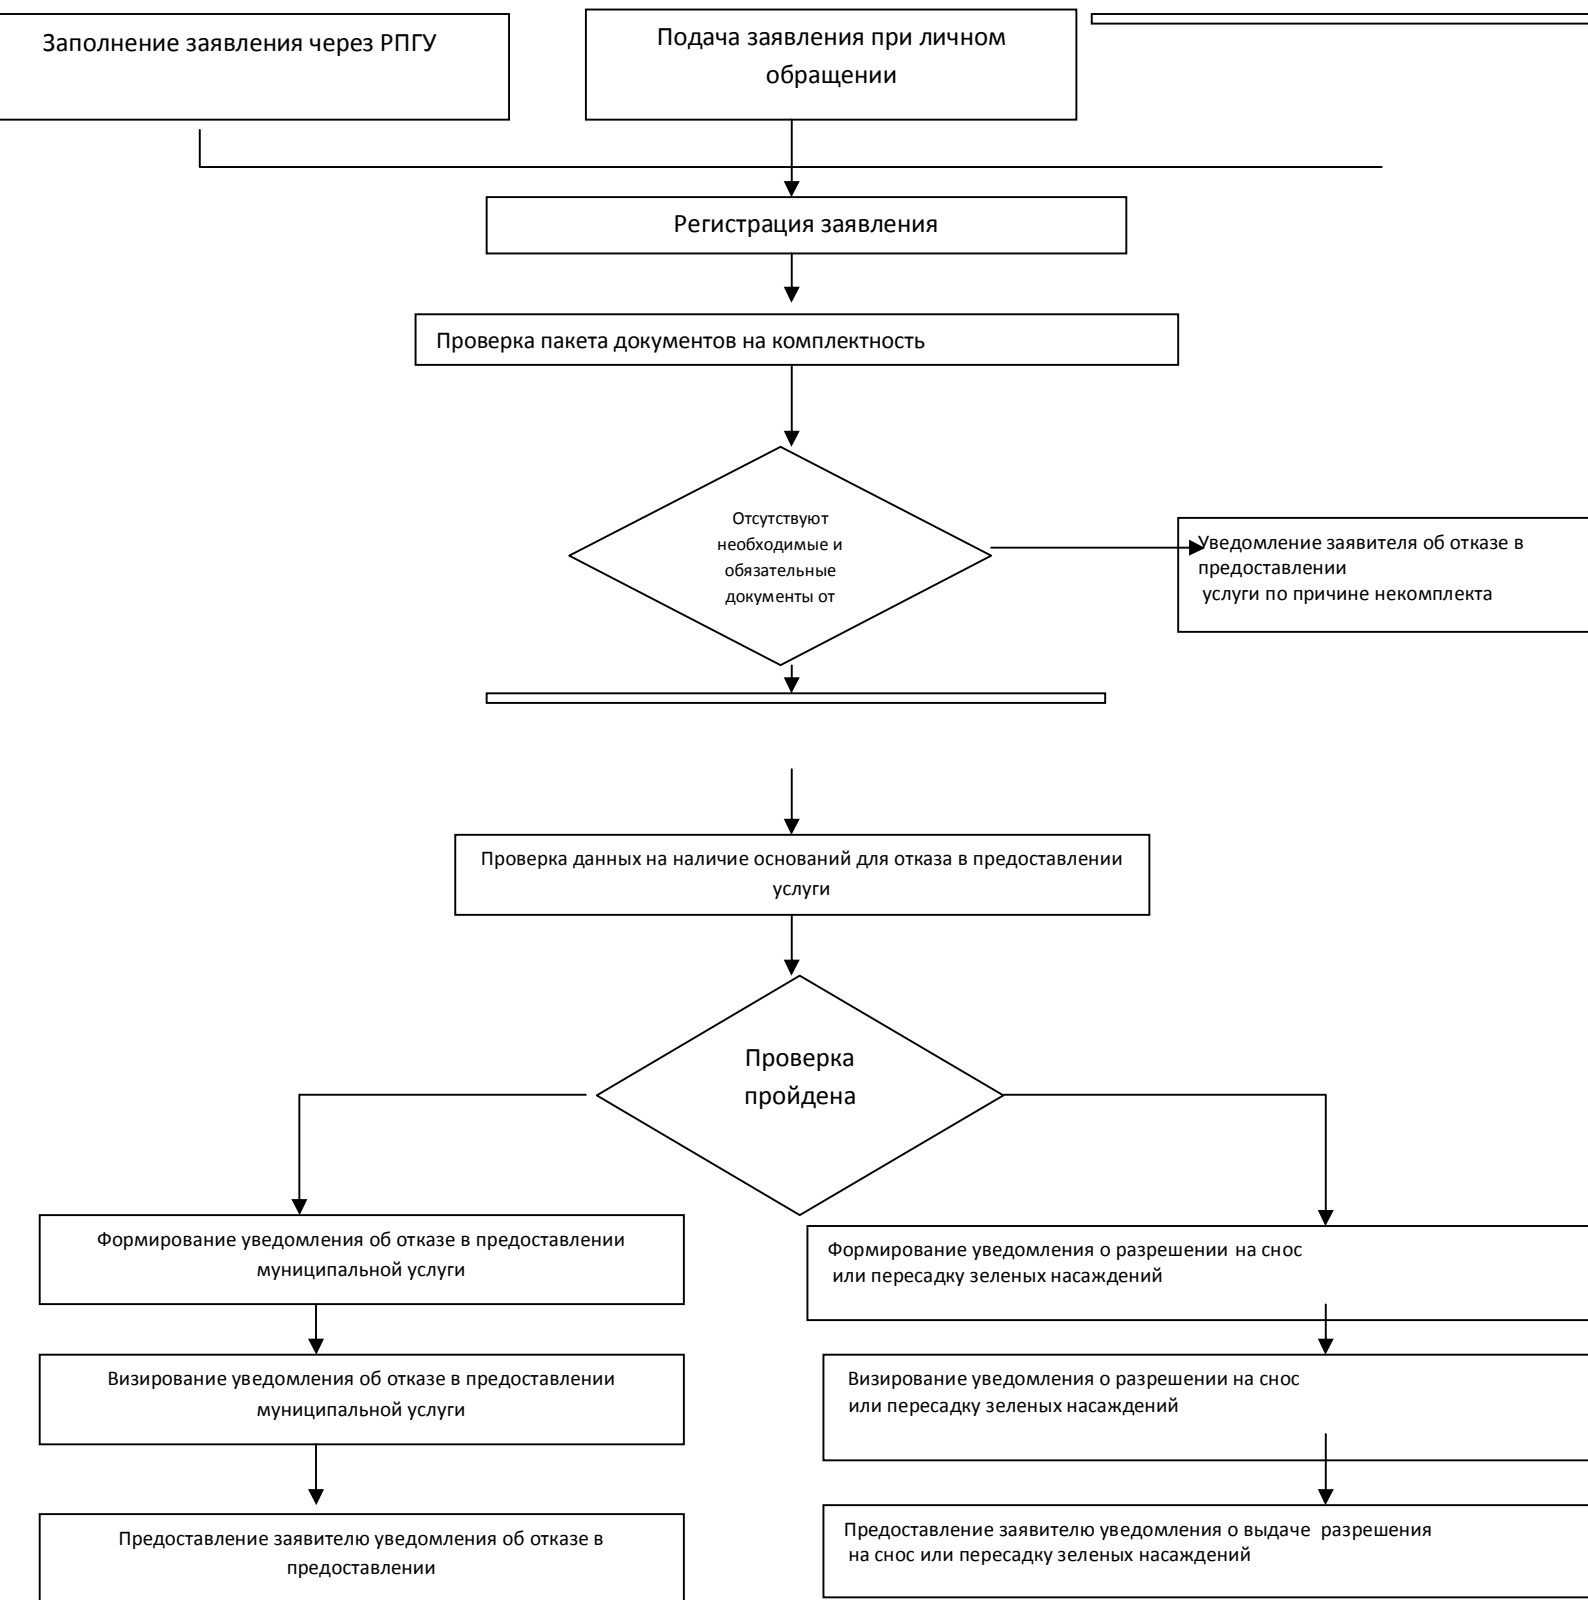 Заполнение заявления через РПГУ
Подача заявления при личном
обращении
Регистрация заявления
Проверка пакета документов на комплектность
Отсутствуют
необходимые и
обязательные
документы от
Уведомление заявителя об отказе в
предоставлении
услуги по причине некомплекта
Проверка данных на наличие оснований для отказа в предоставлении
услуги
Проверка
пройдена
Формирование уведомления об отказе в предоставлении
муниципальной услуги
Формирование уведомления о разрешении на снос
или пересадку зеленых насаждений
Визирование уведомления об отказе в предоставлении
муниципальной услуги
Визирование уведомления о разрешении на снос
или пересадку зеленых насаждений
Предоставление заявителю уведомления об отказе в
предоставлении
Предоставление заявителю уведомления о выдаче разрешения
на снос или пересадку зеленых насаждений